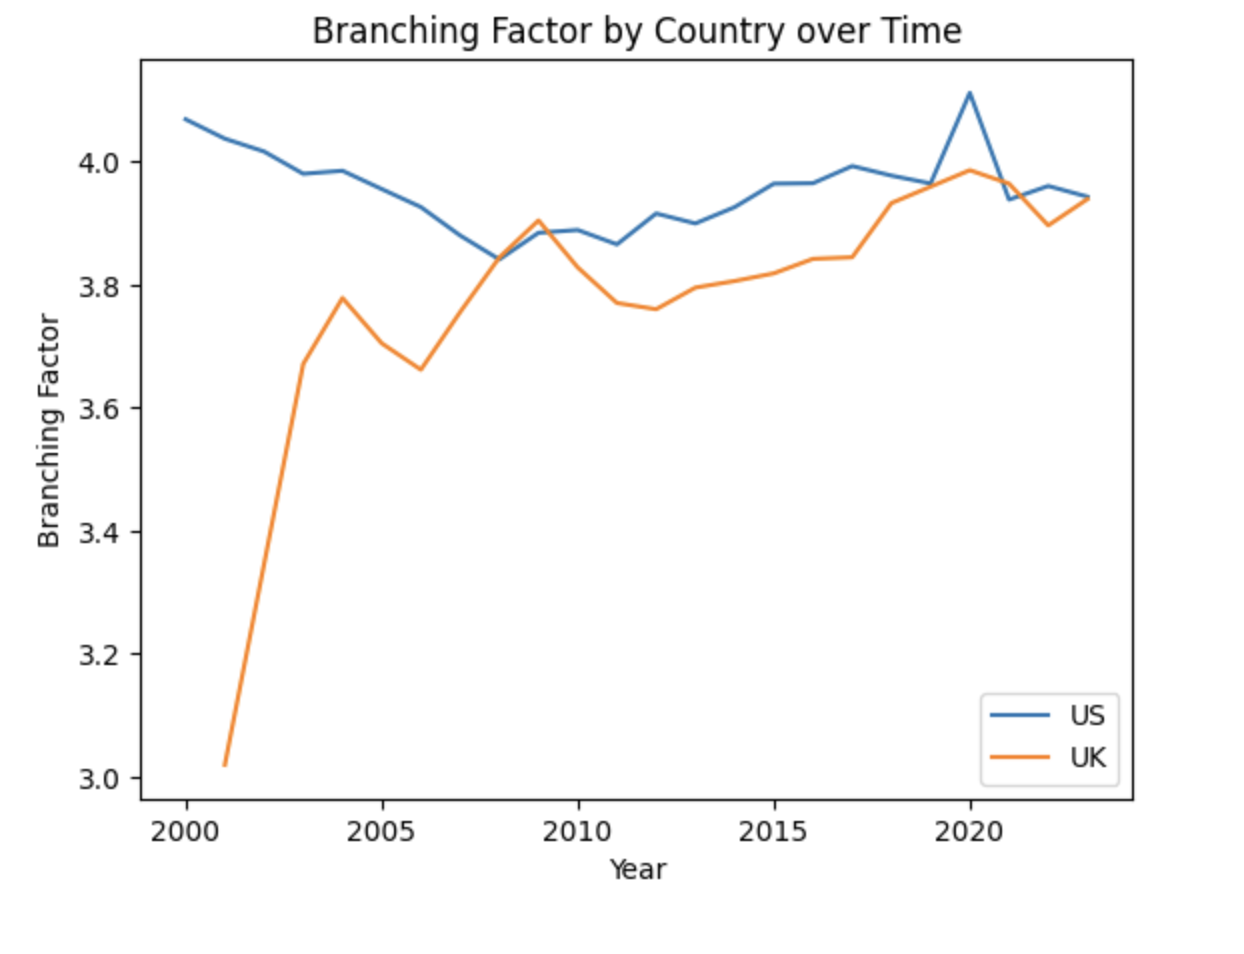 Branching Factor by Country over Time
Branching Factor
4.0
3.8
3.6
3.4
3.2
3.0
US
UK
2000 2005 2010 2015 2020
Year